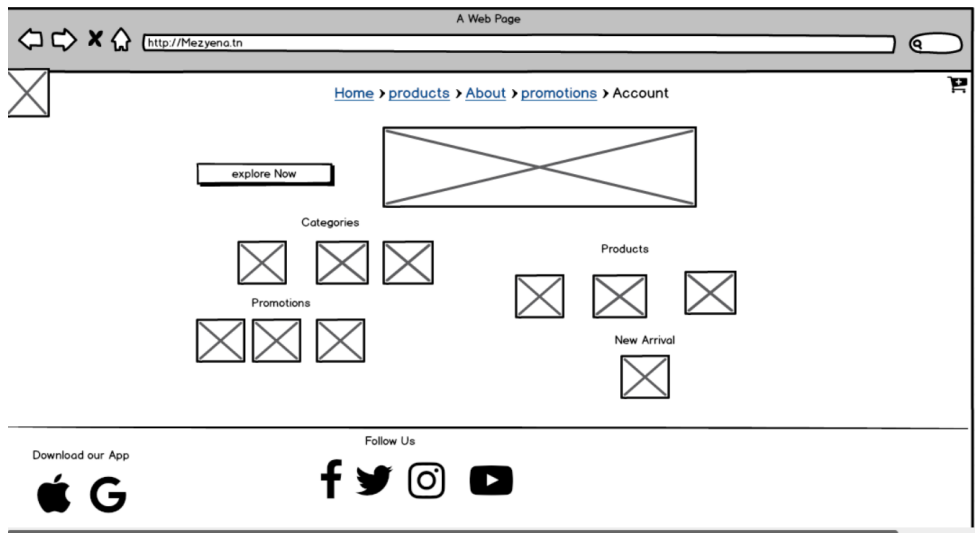 A Web Page
http://Mezyena.tn
Home > products > About > promotions > Account
explore Now
Categories
Products
Promotions
New Arrival
Follow Us
Download our App